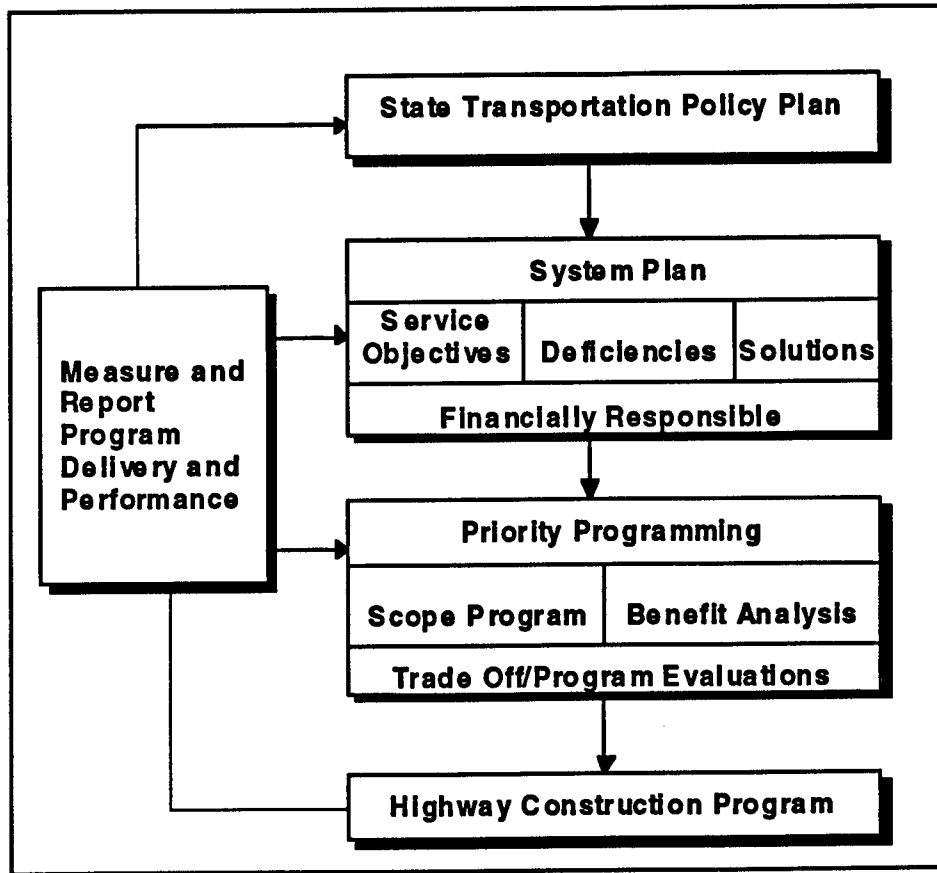 State Transportation Policy Plan
System Plan
Service
Objectives
Deficiencies
Solutions
Financially Responsible
Measure and
Report
Program
Delivery and
Performance
Priority Programming
Scope Program
Benefit Analysis
Trade Off/Program Evaluations
Highway Construction Program